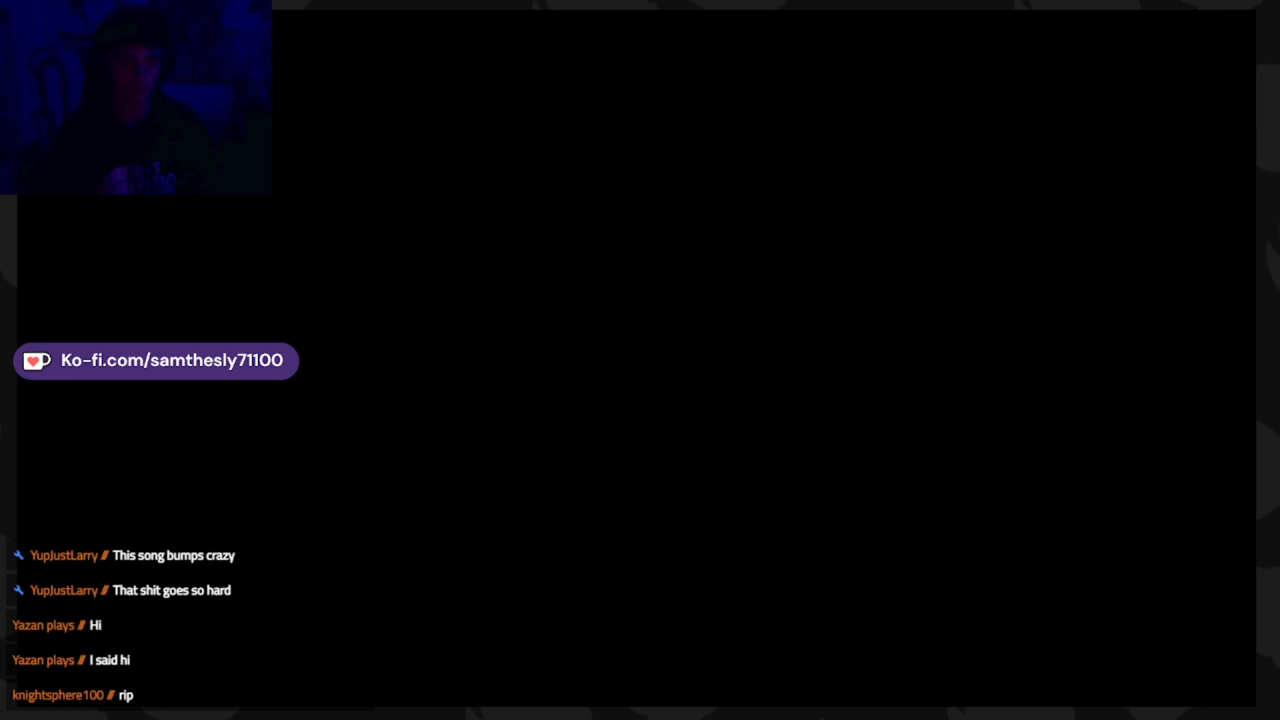 Ko-fi.com/samthesly71100
YupJustLarry // This song bumps crazy
YupJustLarry // That shit goes so hard
Yazan plays // Hi
Yazan plays // I said hi
knightsphere100 // rip